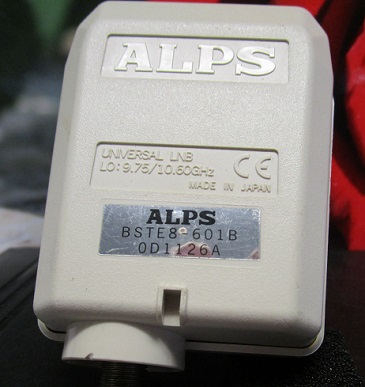 ALPS
UNIVERSAL LNB
LO: 9.75/10.60GHz
CE
MADE IN JAPAN
ALPS
BSTE8-601B
0D1126A